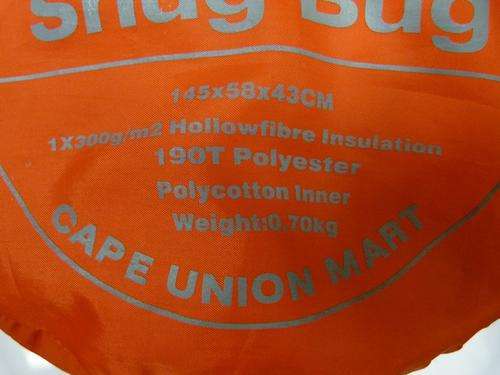 Snug Bug
145x58x43CM
1X300g/m2 Hollowfibre Insulation
190T Polyester
Polycotton Inner
Weight:0.70kg
CAPE UNION MART